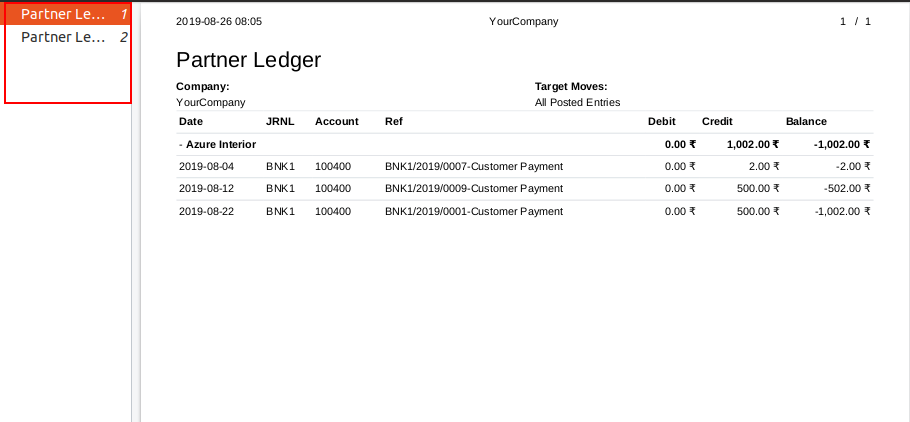 Partner Le... 1
Partner Le... 2
2019-08-26 08:05 YourCompany 1 / 1
Partner Ledger
Company: Target Moves:
YourCompany All Posted Entries
Date JRNL Account Ref Debit Credit Balance
- Azure Interior 0.00 ₹ 1,002.00 ₹ -1,002.00 ₹
2019-08-04 BNK1 100400 BNK1/2019/0007-Customer Payment 0.00 ₹ 2.00 ₹ -2.00 ₹
2019-08-12 BNK1 100400 BNK1/2019/0009-Customer Payment 0.00 ₹ 500.00 ₹ -502.00 ₹
2019-08-22 BNK1 100400 BNK1/2019/0001-Customer Payment 0.00 ₹ 500.00 ₹ -1,002.00 ₹